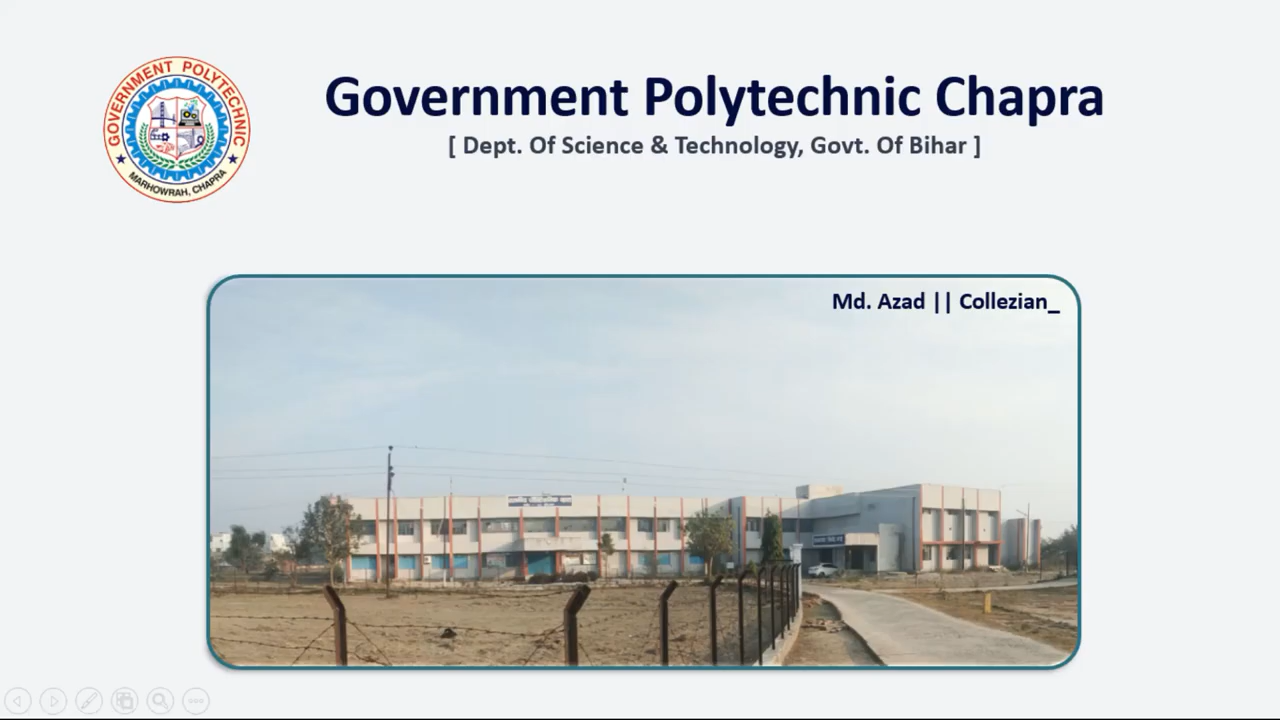 GOVERNMENT POLYTECHNIC
MARHOWRAH, CHAPRA
Government Polytechnic Chapra
[ Dept. Of Science & Technology, Govt. Of Bihar ]
Md. Azad || Collezian_